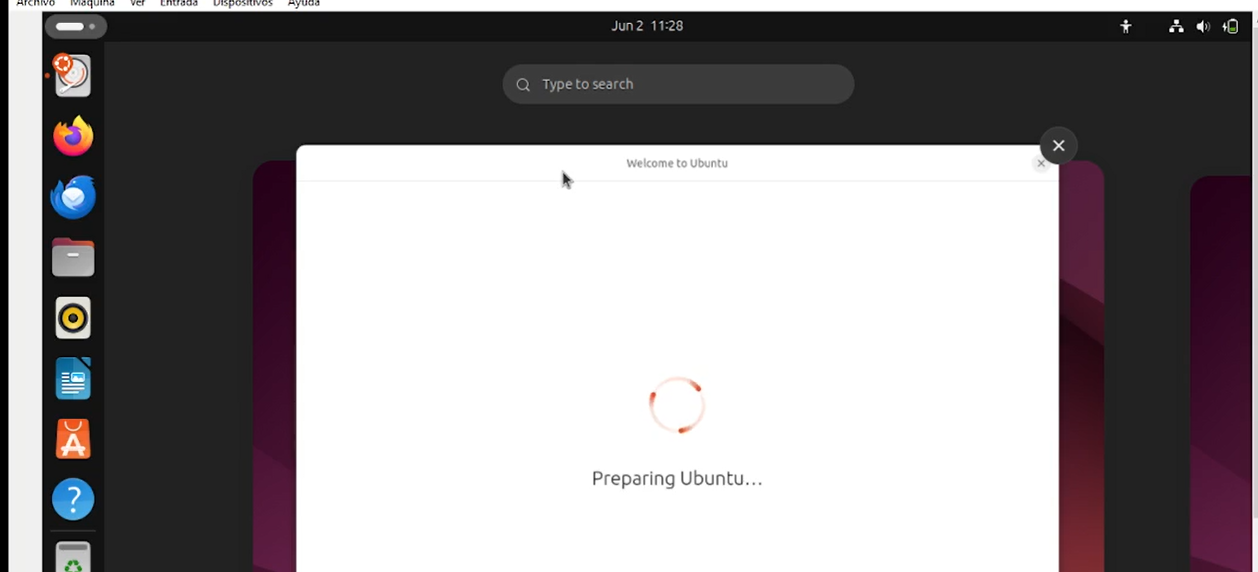 Archivo Máquina Ver Entrada Dispositivos Ayuda
Jun 2 11:28
Type to search
Welcome to Ubuntu
Preparing Ubuntu...